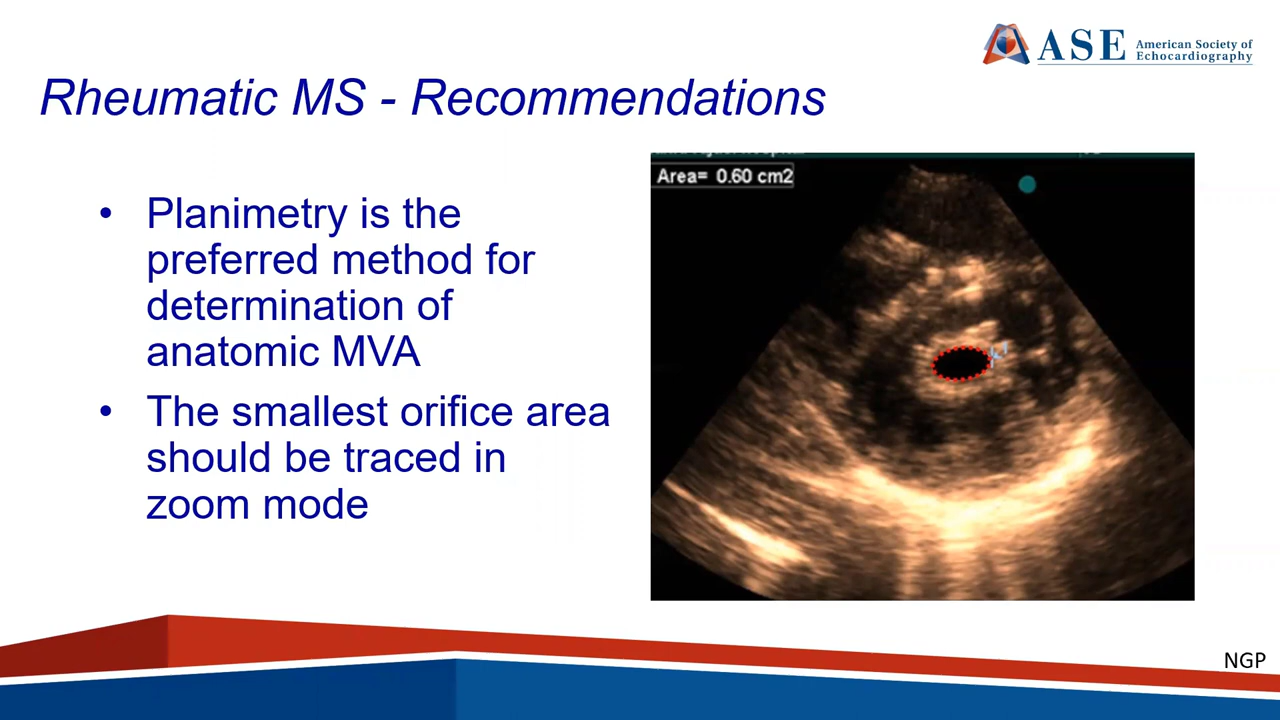 ASE American Society of
Echocardiography
Rheumatic MS - Recommendations
• Planimetry is the
preferred method for
determination of
anatomic MVA
• The smallest orifice area
should be traced in
zoom mode
Area= 0.60 cm2
NGP